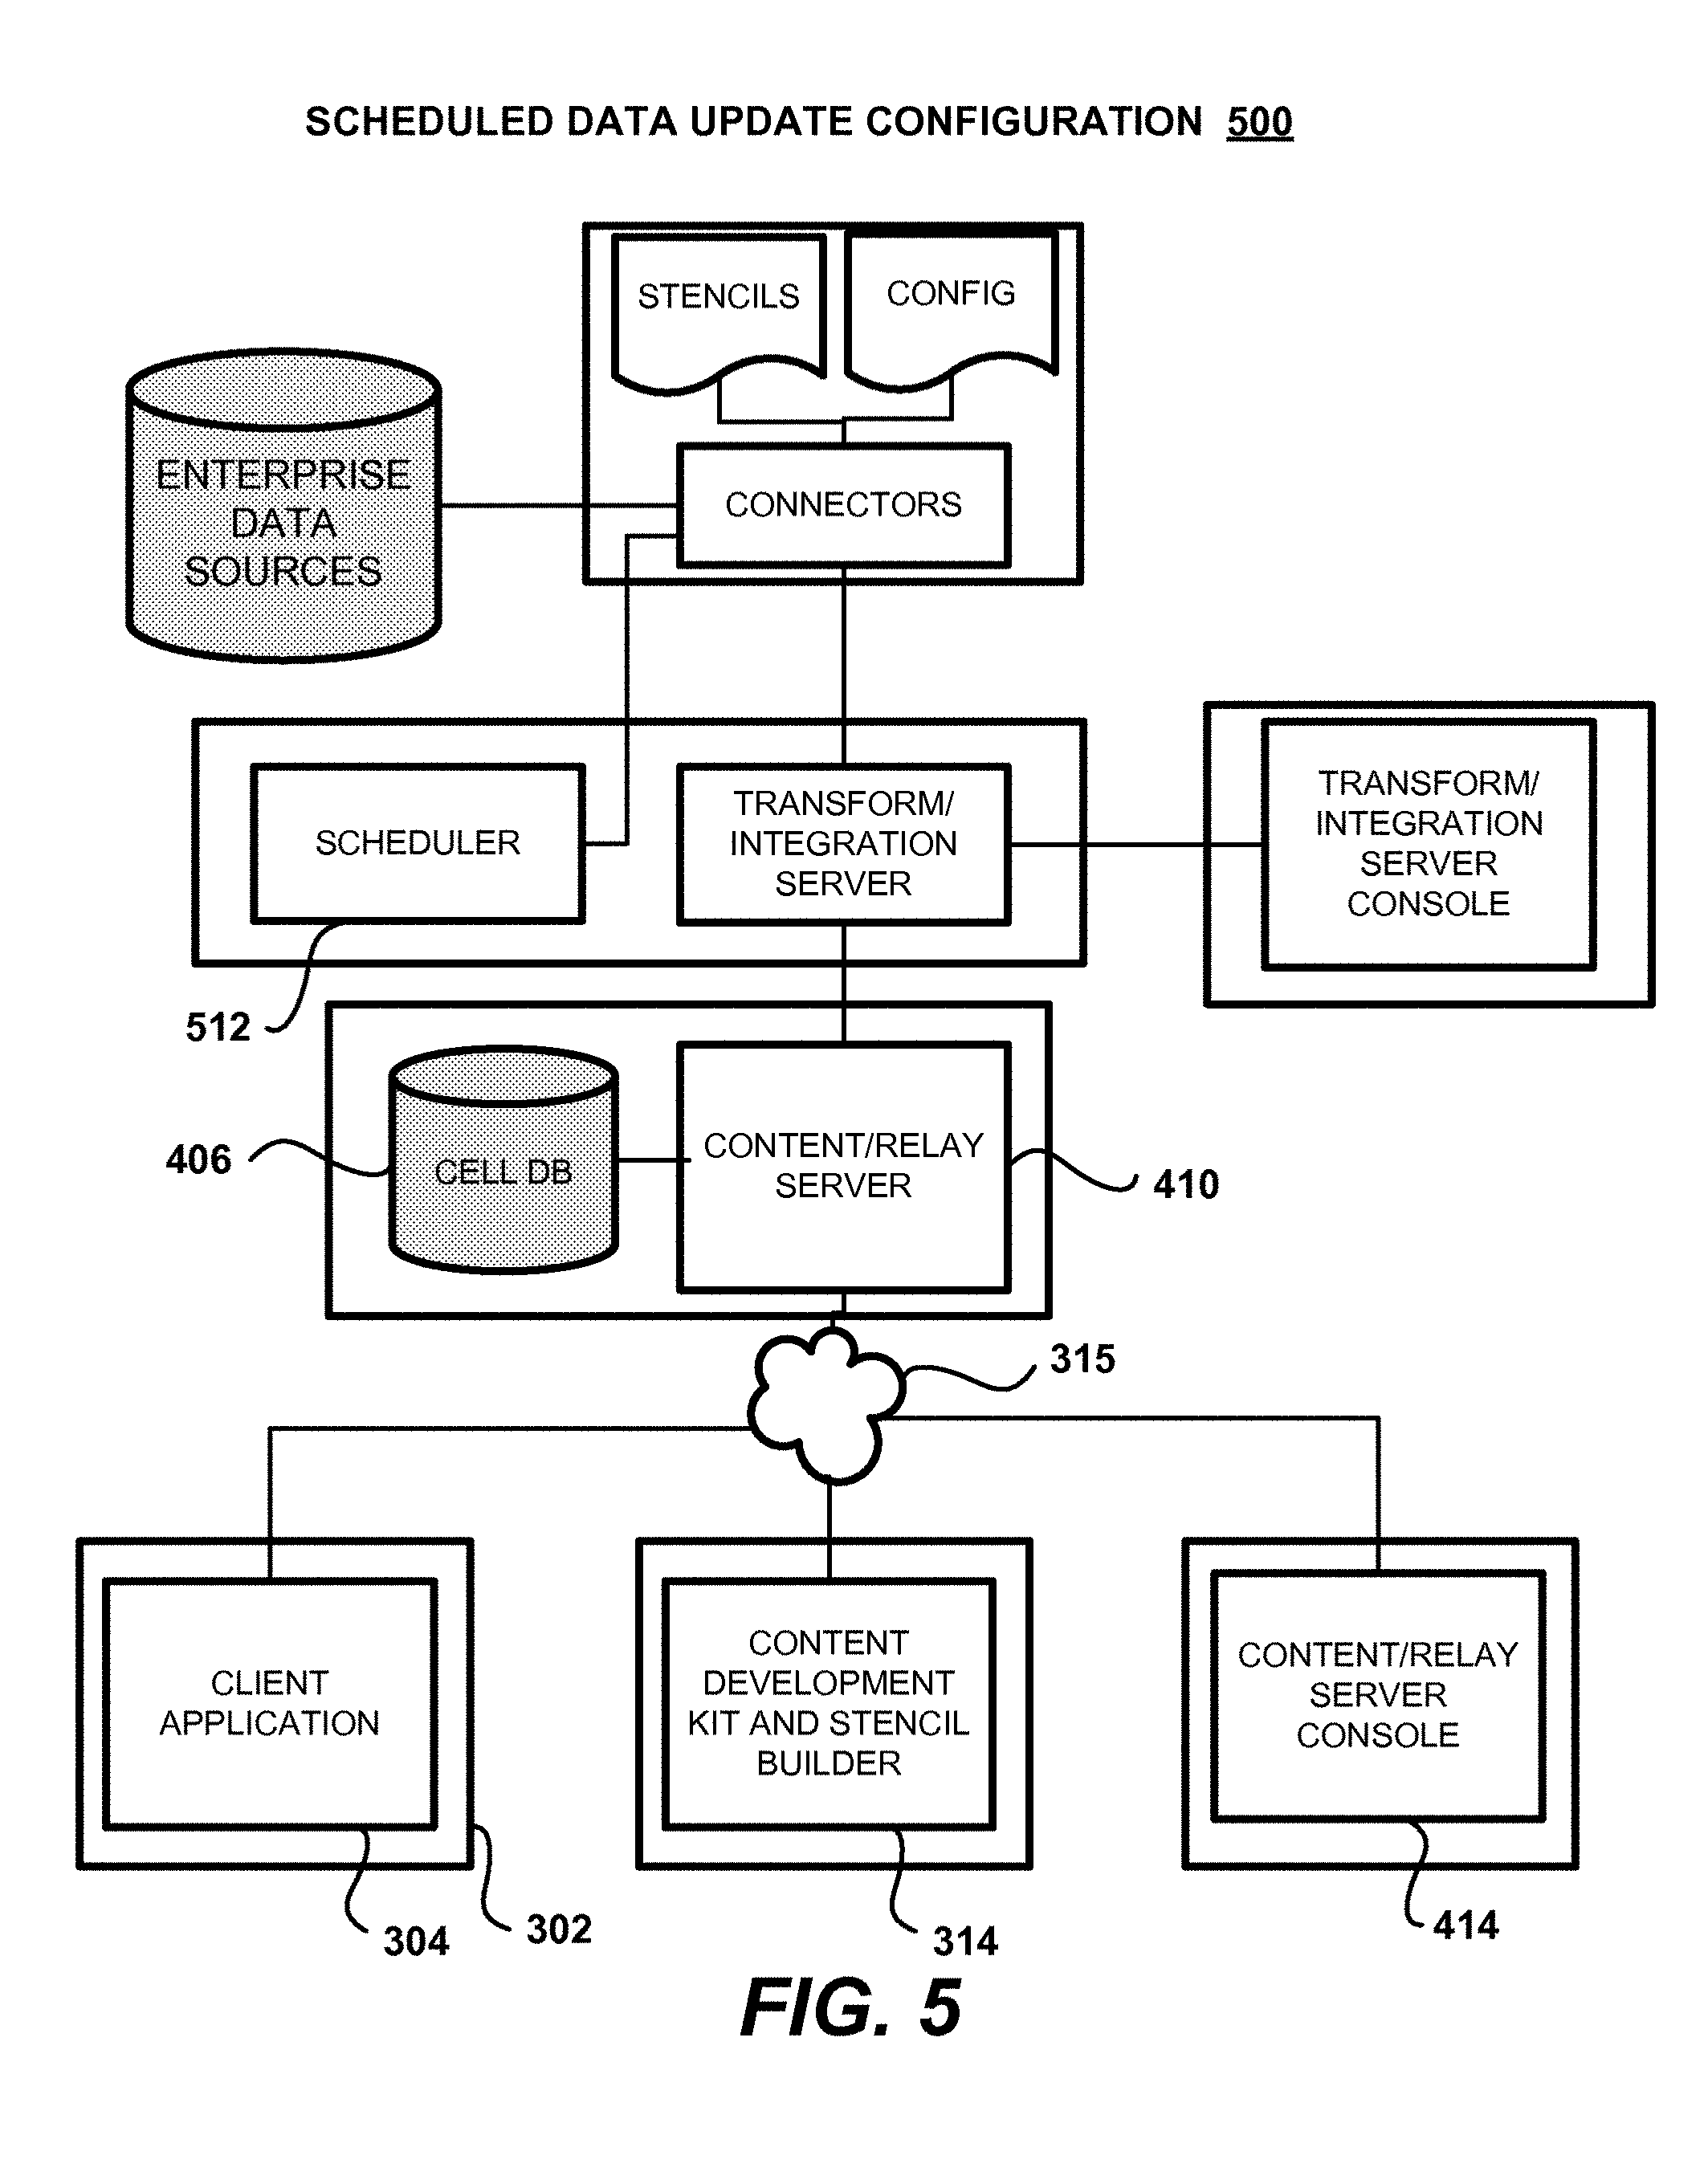 SCHEDULED DATA UPDATE CONFIGURATION 500
STENCILS
CONFIG
ENTERPRISE
DATA
SOURCES
CONNECTORS
SCHEDULER
TRANSFORM/
INTEGRATION
SERVER
TRANSFORM/
INTEGRATION
SERVER
CONSOLE
512
406
CELL DB
CONTENT/RELAY
SERVER
410
315
CLIENT
APPLICATION
CONTENT
DEVELOPMENT
KIT AND STENCIL
BUILDER
CONTENT/RELAY
SERVER
CONSOLE
304
302
314
414
FIG. 5